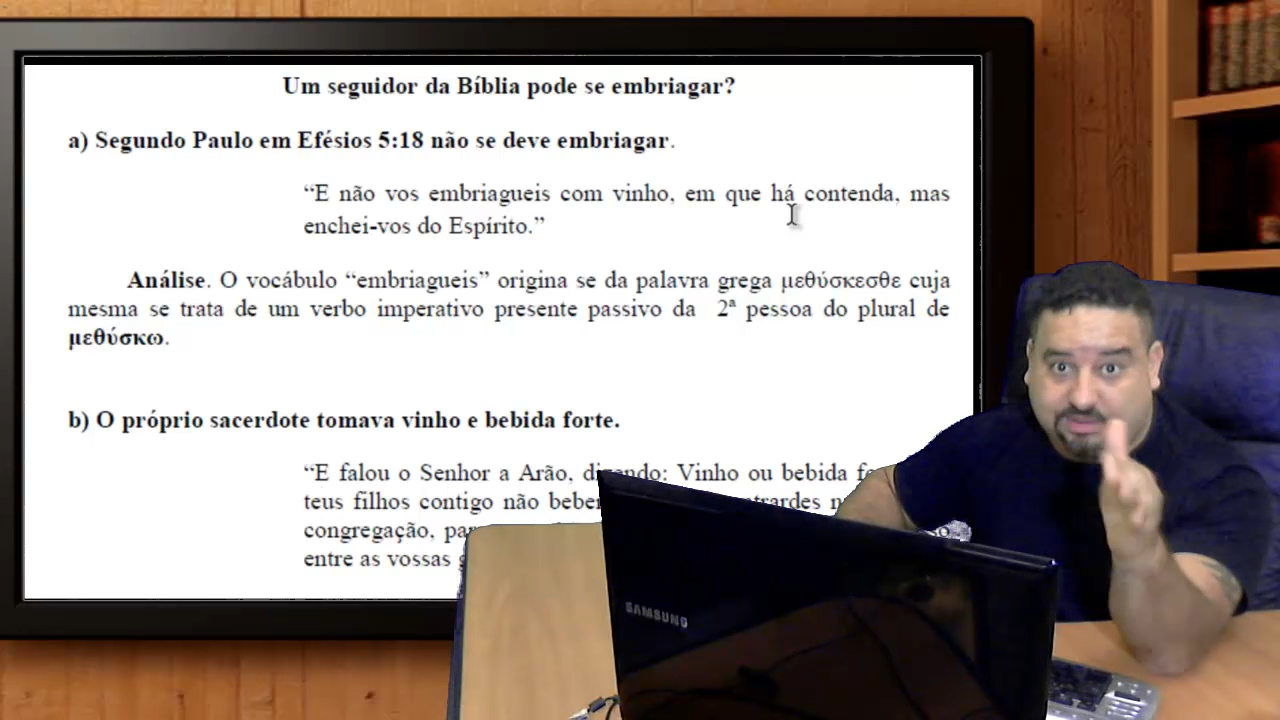 Um seguidor da Bíblia pode se embriagar?
a) Segundo Paulo em Efésios 5:18 não se deve embriagar.
“E não vos embriagueis com vinho, em que há contenda, mas
enchei-vos do Espírito.”
Análise. O vocábulo “embriagueis” origina se da palavra grega μεθύσκεσθε cuja
mesma se trata de um verbo imperativo presente passivo da 2ª pessoa do plural de
μεθύσκω.
b) O próprio sacerdote tomava vinho e bebida forte.
“E falou o Senhor a Arão, dizendo: Vinho ou bebida
teus filhos contigo não
congregação,
entre as vossas
SAMSUNG